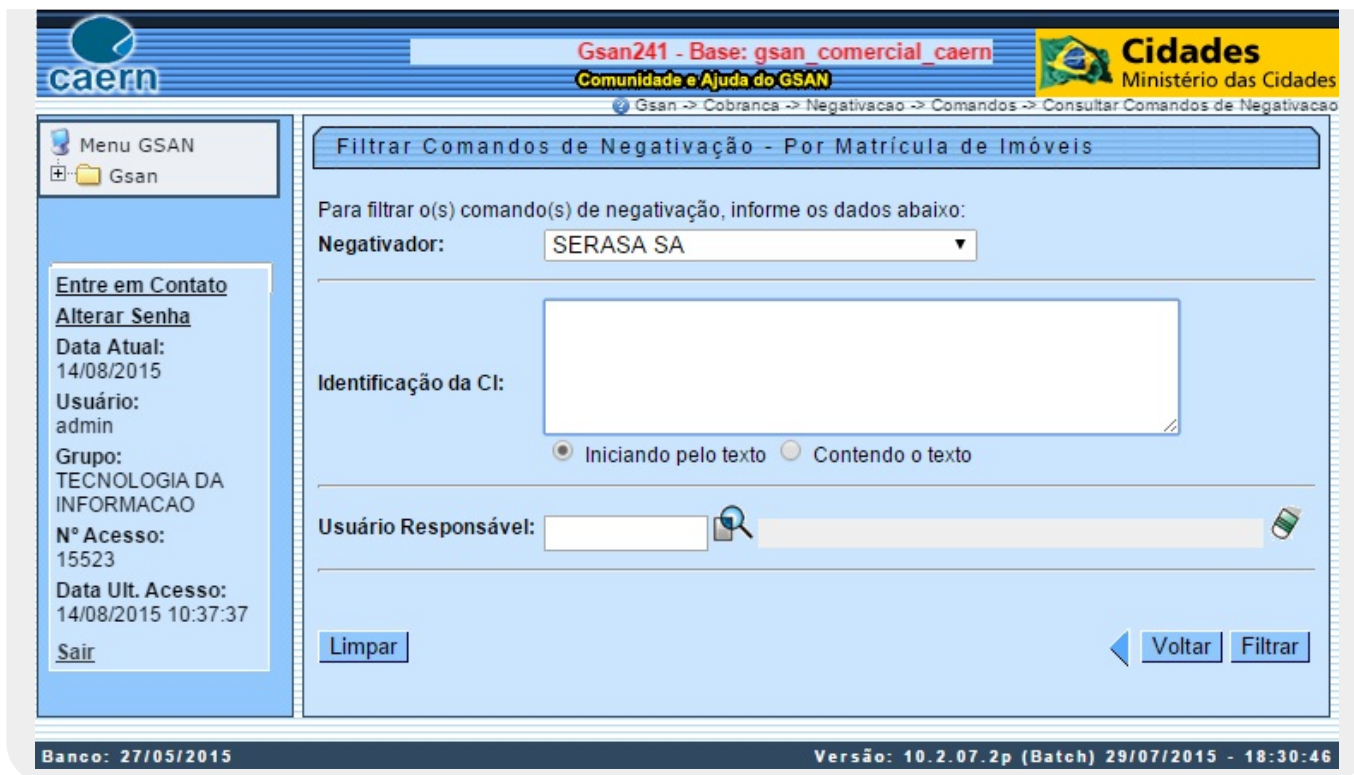 caern
Gsan241 - Base: gsan_comercial_caern
Comunidade e Ajuda do GSAN
Cidades
Ministério das Cidades
Gsan -> Cobranca -> Negativacao -> Comandos -> Consultar Comandos de Negativacao
Menu GSAN
Gsan
Entre em Contato
Alterar Senha
Data Atual:
14/08/2015
Usuário:
admin
Grupo:
TECNOLOGIA DA
INFORMACAO
Nº Acesso:
15523
Data Ult. Acesso:
14/08/2015 10:37:37
Sair
Filtrar Comandos de Negativação - Por Matrícula de Imóveis
Para filtrar o(s) comando(s) de negativação, informe os dados abaixo:
Negativador: SERASA SA
Identificação da CI:
Iniciando pelo texto Contendo o texto
Usuário Responsável:
Limpar Voltar Filtrar
Banco: 27/05/2015 Versão: 10.2.07.2p (Batch) 29/07/2015 - 18:30:46